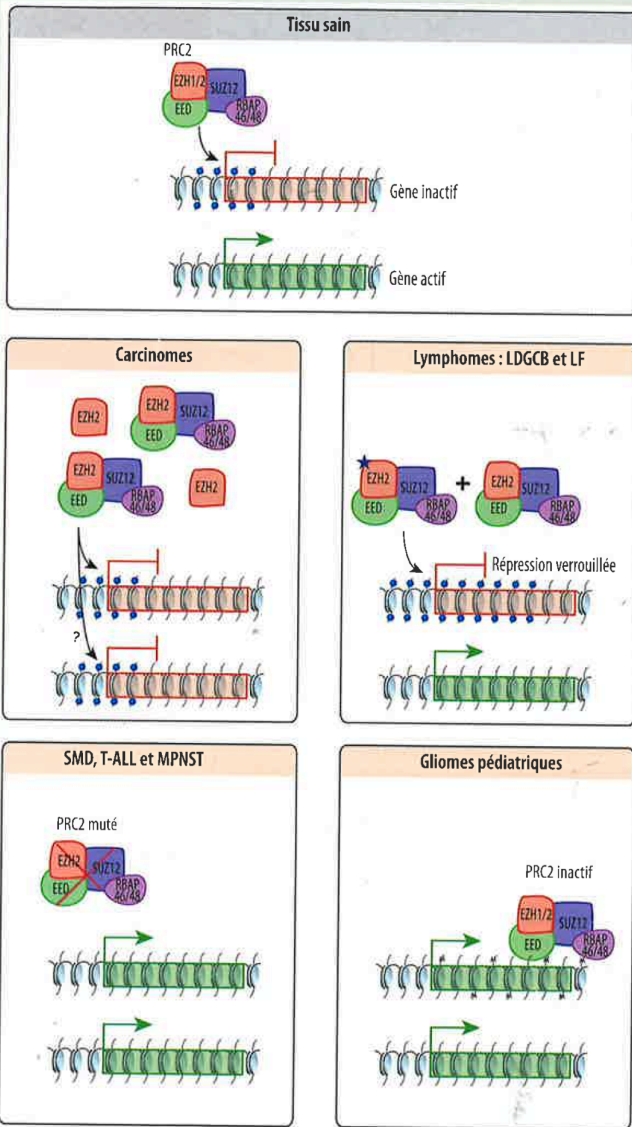 Tissu sain
PRC2
EZH1/2
SUZ12
EED
RBAP
46/48
Gène inactif
Gène actif
Carcinomes
EZH2
EZH2
SUZ12
EED
RBAP
46/48
EZH2
SUZ12
EED
RBAP
46/48
EZH2
?
Lymphomes : LDGCB et LF
EZH2
SUZ12
EED
RBAP
46/48
+
EZH2
SUZ12
EED
RBAP
46/48
Répression verrouillée
SMD, T-ALL et MPNST
PRC2 muté
EZH2
SUZ12
EED
RBAP
46/48
Gliomes pédiatriques
PRC2 inactif
EZH1/2
SUZ12
EED
RBAP
46/48